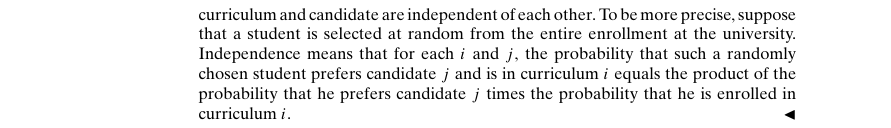 curriculum and candidate are independent of each other. To be more precise, suppose
that a student is selected at random from the entire enrollment at the university.
Independence means that for each i and j, the probability that such a randomly
chosen student prefers candidate j and is in curriculum i equals the product of the
probability that he prefers candidate j times the probability that he is enrolled in
curriculum i. ◄